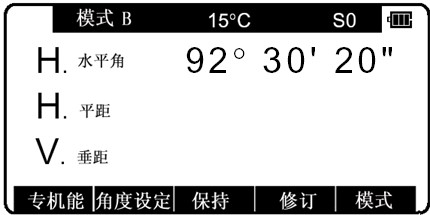 模式 B 15°C S0
H. 水平角 92° 30' 20"
H. 平距
V. 垂距
专机能 角度设定 保持 修订 模式